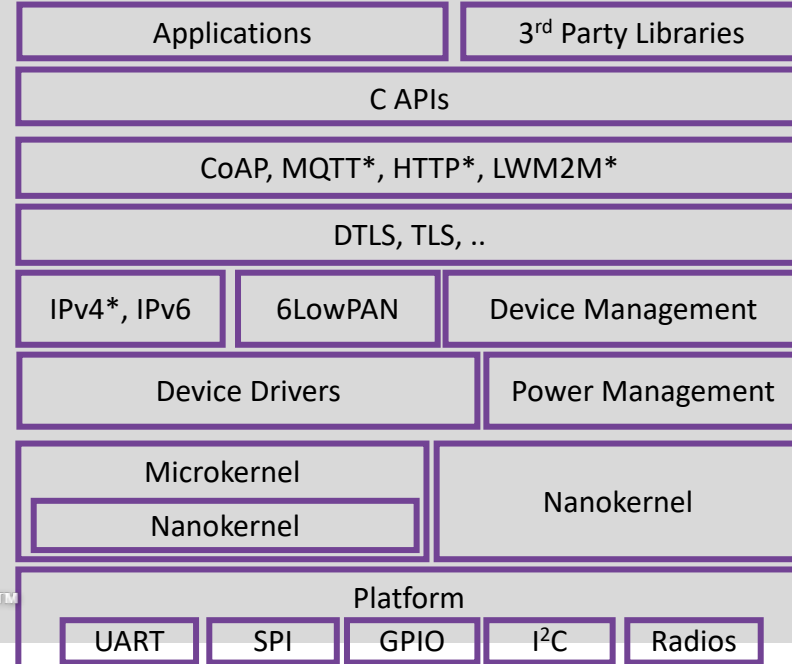 Applications
3rd Party Libraries
C APIs
CoAP, MQTT*, HTTP*, LWM2M*
DTLS, TLS, ..
IPv4*, IPv6
6LowPAN
Device Management
Device Drivers
Power Management
Microkernel
Nanokernel
Nanokernel
TM
Platform
UART
SPI
GPIO
I²C
Radios